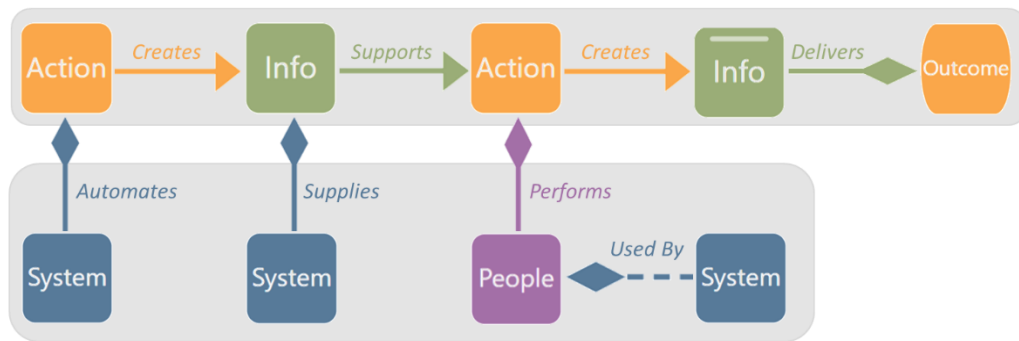 Action
Creates
Info
Supports
Action
Creates
Info
Delivers
Outcome
Automates
Supplies
Performs
System
System
People
Used By
System